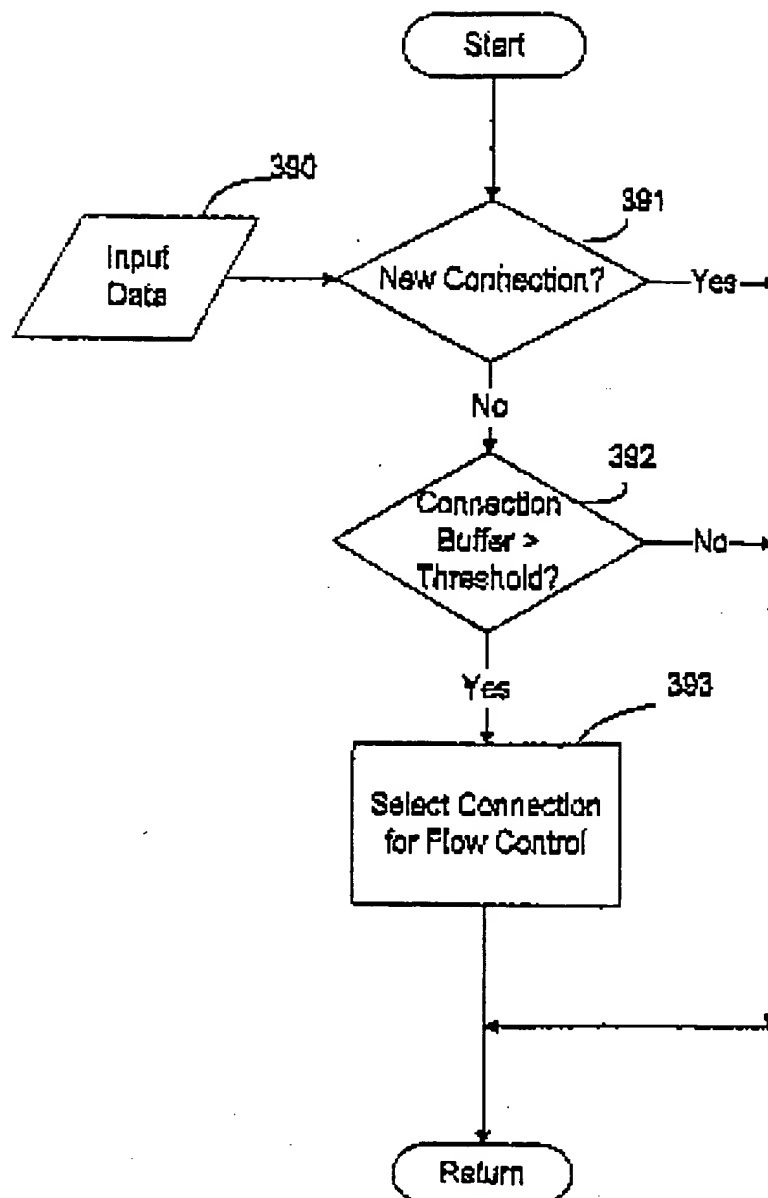 Start
390
391
Input
Data
New Connection?
Yes
No
392
Connection
Buffer >
Threshold?
No
Yes
393
Select Connection
for Flow Control
Return